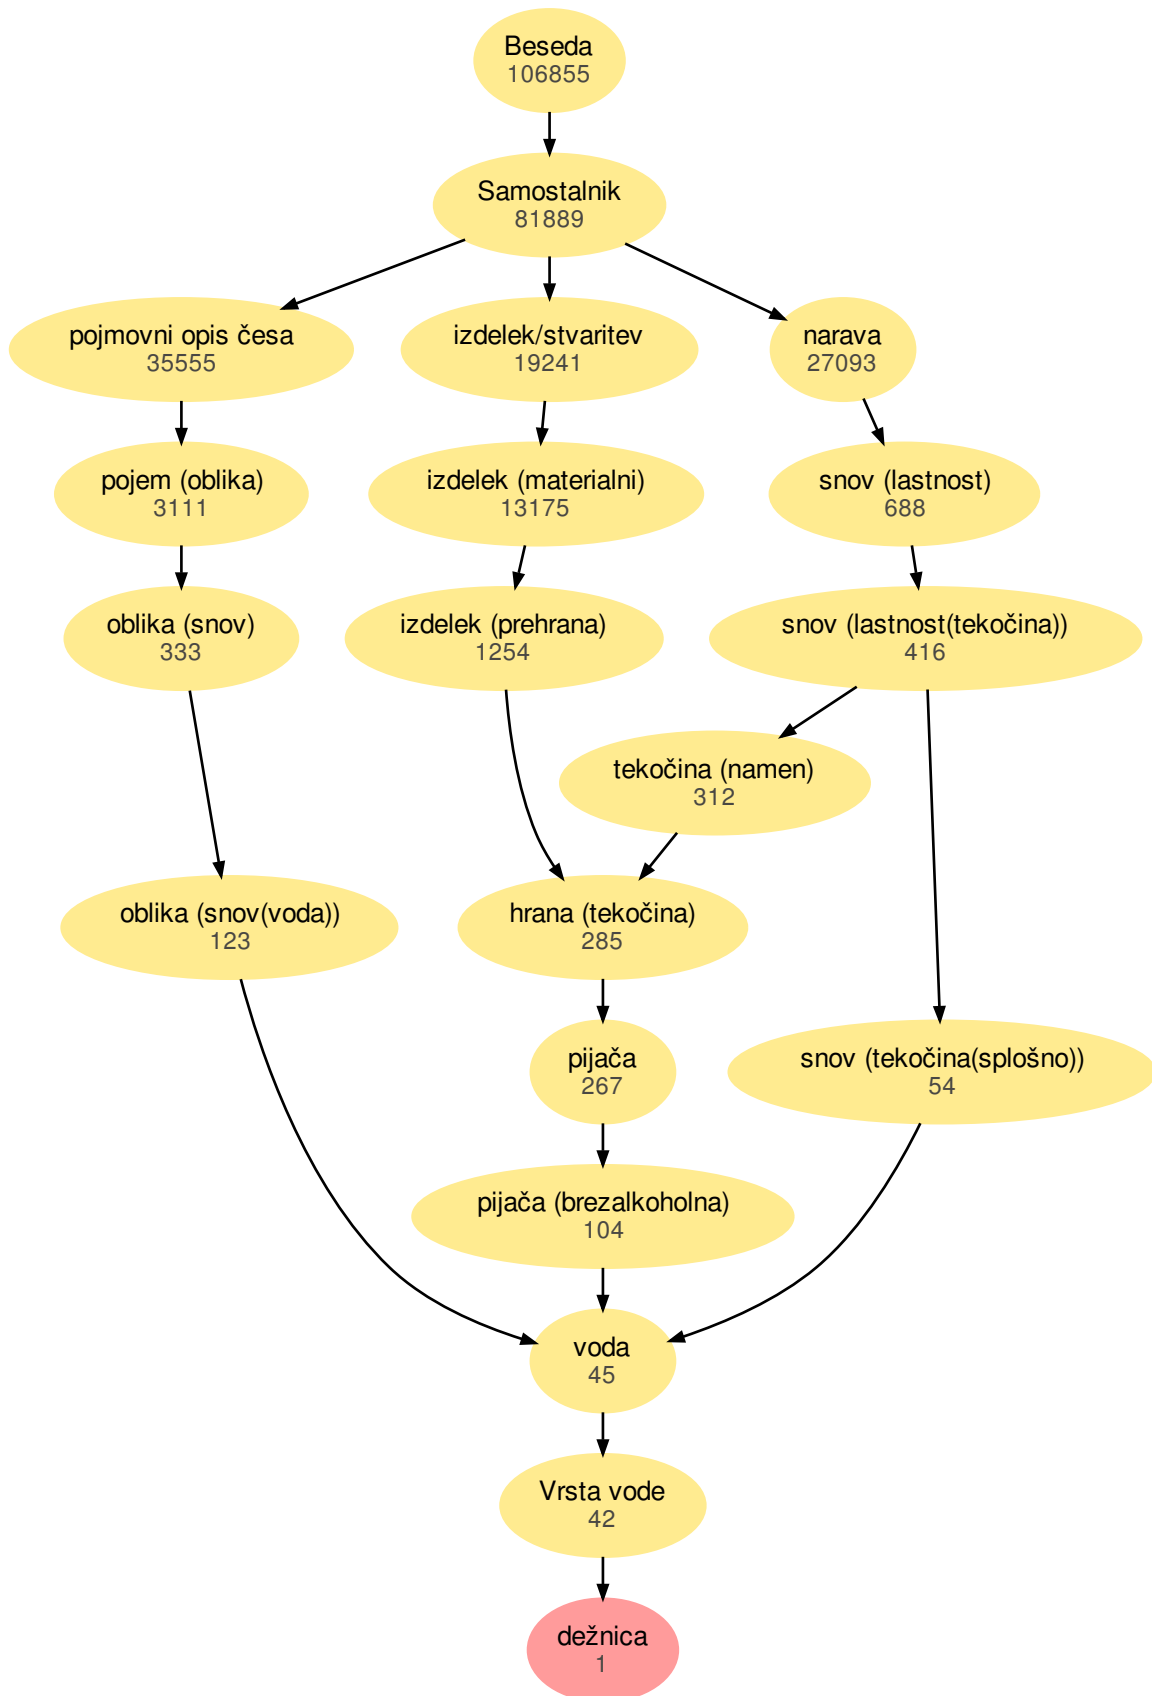 Beseda
106855
Samostalnik
81889
pojmovni opis česa
35555
izdelek/stvaritev
19241
narava
27093
pojem (oblika)
3111
izdelek (materialni)
13175
snov (lastnost)
688
oblika (snov)
333
izdelek (prehrana)
1254
snov (lastnost(tekočina))
416
tekočina (namen)
312
oblika (snov(voda))
123
hrana (tekočina)
285
pijača
267
snov (tekočina(splošno))
54
pijača (brezalkoholna)
104
voda
45
Vrsta vode
42
dežnica
1